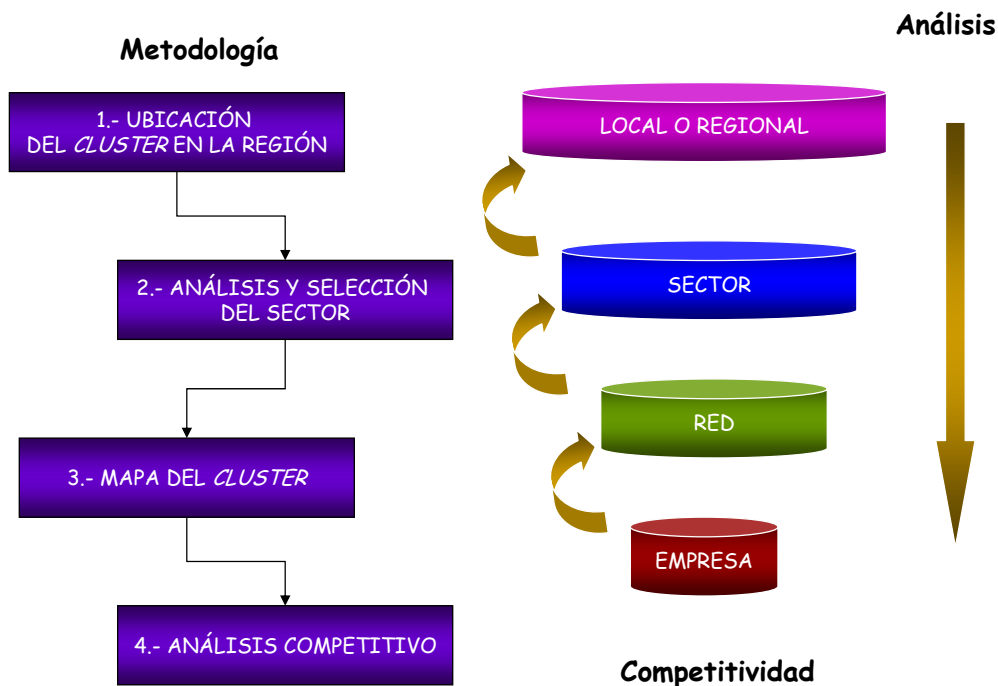 Análisis
Metodología
1.- UBICACIÓN
DEL CLUSTER EN LA REGIÓN
2.- ANÁLISIS Y SELECCIÓN
DEL SECTOR
3.- MAPA DEL CLUSTER
4.- ANÁLISIS COMPETITIVO
LOCAL O REGIONAL
SECTOR
RED
EMPRESA
Competitividad